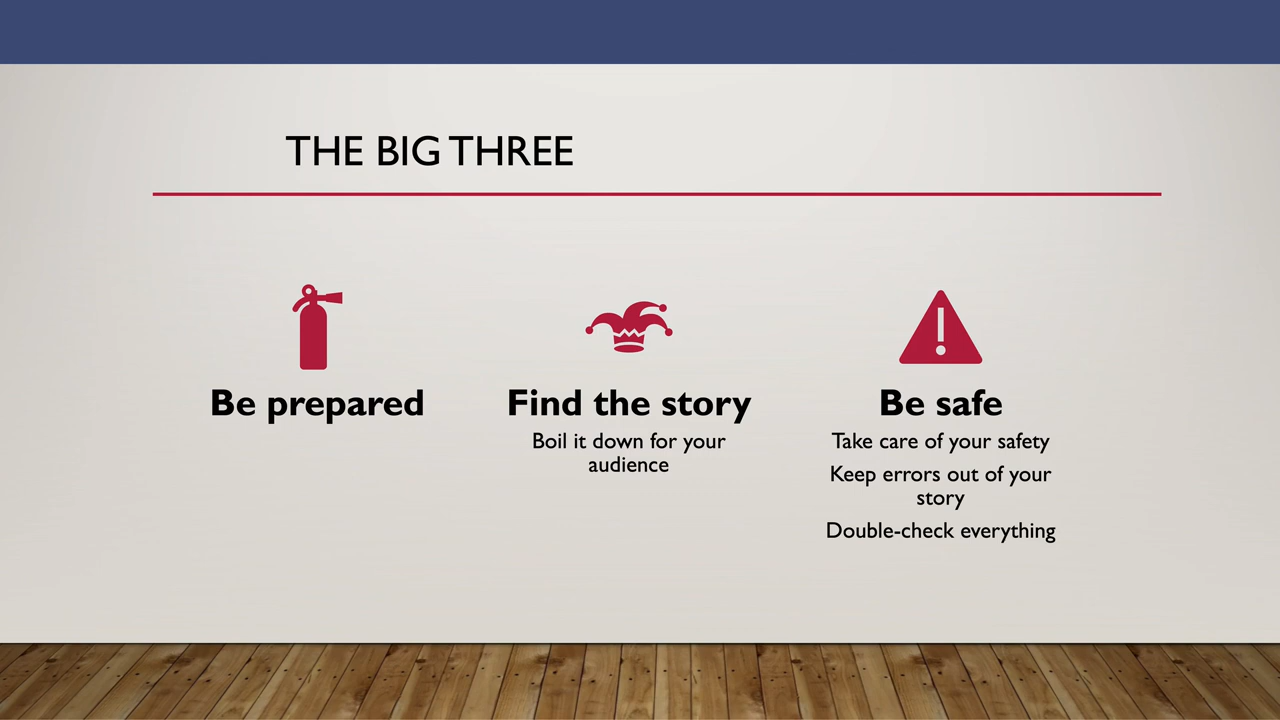 THE BIG THREE
Be prepared
Find the story
Boil it down for your
audience
Be safe
Take care of your safety
Keep errors out of your
story
Double-check everything